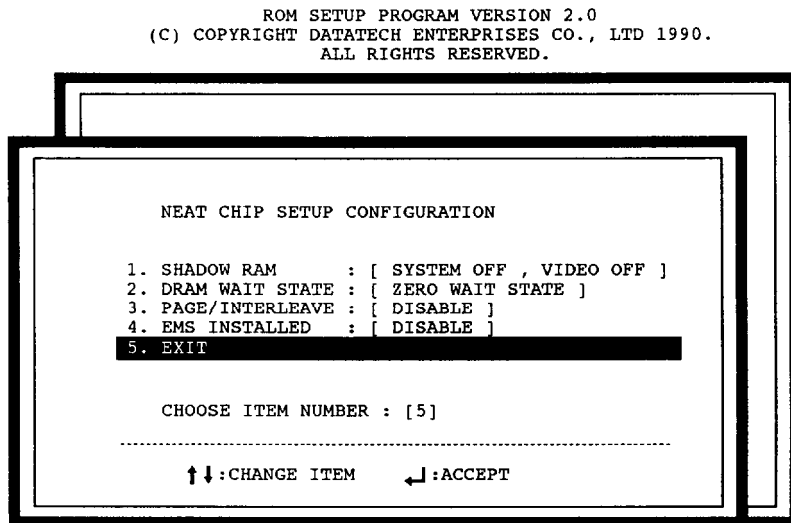 ROM SETUP PROGRAM VERSION 2.0
(C) COPYRIGHT DATATECH ENTERPRISES CO., LTD 1990.
ALL RIGHTS RESERVED.
NEAT CHIP SETUP CONFIGURATION
1. SHADOW RAM : [ SYSTEM OFF , VIDEO OFF ]
2. DRAM WAIT STATE : [ ZERO WAIT STATE ]
3. PAGE/INTERLEAVE : [ DISABLE ]
4. EMS INSTALLED : [ DISABLE ]
5. EXIT
CHOOSE ITEM NUMBER : [5]
↑↓:CHANGE ITEM ↵:ACCEPT